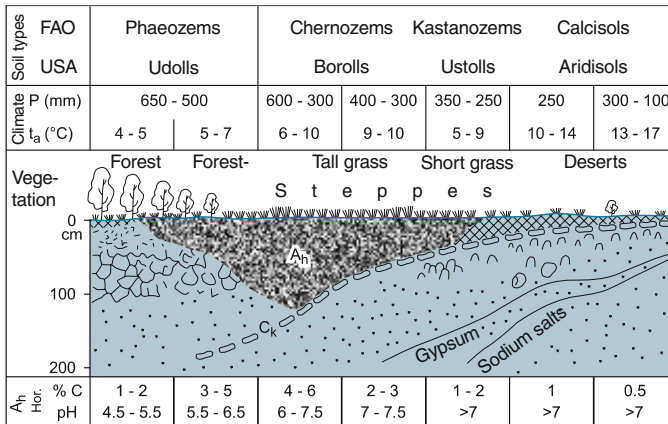 Soil types
FAO Phaeozems Chernozems Kastanozems Calcisols
USA Udolls Borolls Ustolls Aridisols
Climate
P (mm) 650 - 500 600 - 300 400 - 300 350 - 250 250 300 - 100
ta (°C) 4 - 5 5 - 7 6 - 10 9 - 10 5 - 9 10 - 14 13 - 17
Vege-
tation
Forest Forest- Tall grass Short grass Deserts
Steppes
0
cm
Ah
100
Ck
Gypsum
Sodium salts
200
Ah Hor.
% C 1 - 2 3 - 5 4 - 6 2 - 3 1 - 2 1 0.5
pH 4.5 - 5.5 5.5 - 6.5 6 - 7.5 7 - 7.5 >7 >7 >7